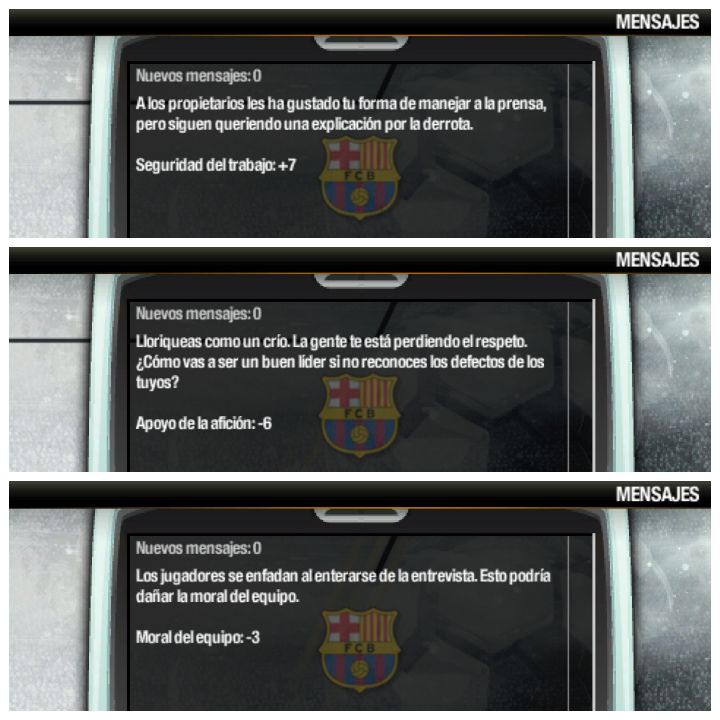 MENSAJES
Nuevos mensajes: 0
A los propietarios les ha gustado tu forma de manejar a la prensa,
pero siguen queriendo una explicación por la derrota.
Seguridad del trabajo: +7
FCB
MENSAJES
Nuevos mensajes: 0
Lloriqueas como un crío. La gente te está perdiendo el respeto.
¿Cómo vas a ser un buen líder si no reconoces los defectos de los
tuyos?
FCB
Apoyo de la afición: -6
MENSAJES
Nuevos mensajes: 0
Los jugadores se enfadan al enterarse de la entrevista. Esto podría
dañar la moral del equipo.
Moral del equipo: -3
FCB